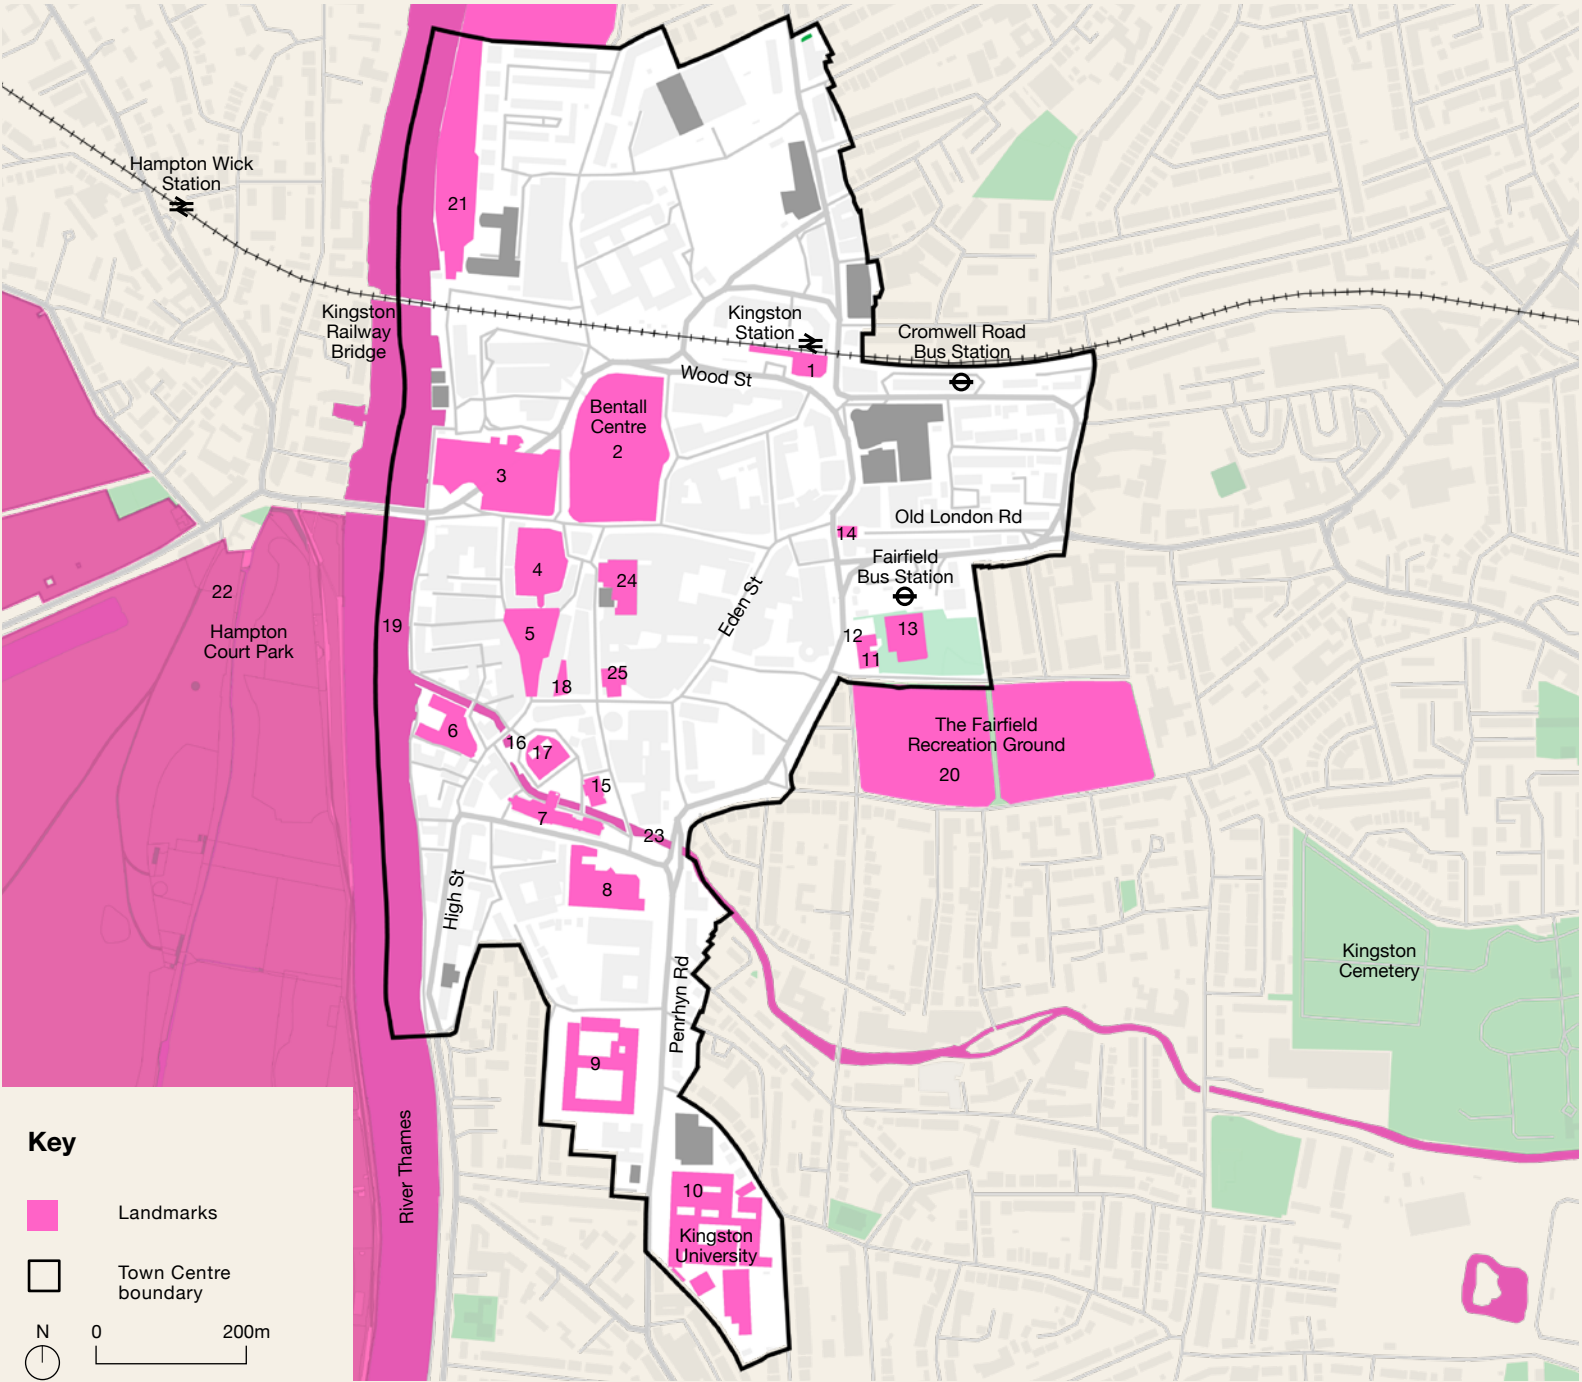 Hampton Wick
Station
21
Kingston
Railway
Bridge
Kingston
Station
Cromwell Road
Bus Station
1
Wood St
Bentall
Centre
2
3
Old London Rd
14
Fairfield
Bus Station
4
24
Eden St
22
Hampton
Court Park
19
5
12
13
11
25
18
6
16
17
15
7
23
The Fairfield
Recreation Ground
20
8
High St
Penrhyn Rd
Kingston
Cemetery
9
10
Kingston
University
River Thames
Key
Landmarks
Town Centre
boundary
N
0
200m